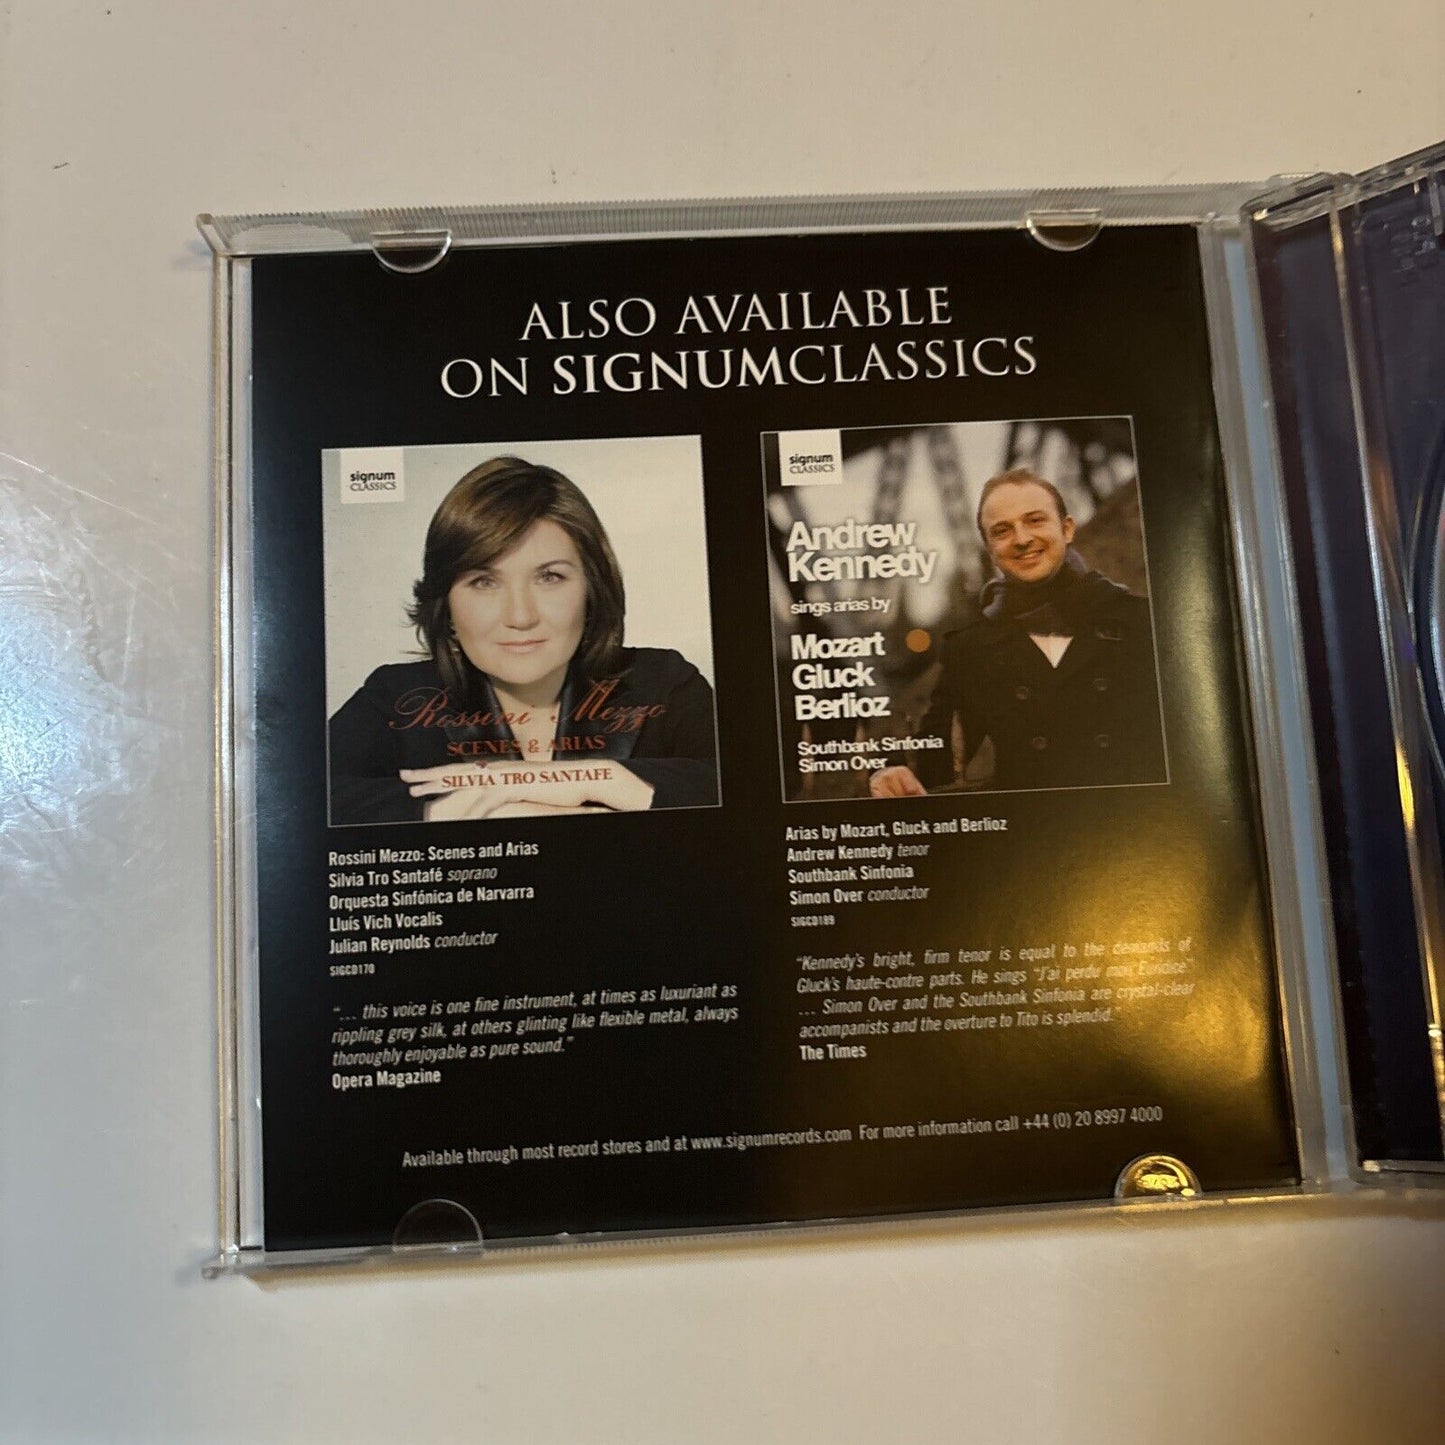 ALSO AVAILABLE
ON SIGNUMCLASSICS
signum
CLASSICS
Rossini Mezzo
SCENES & ARIAS
SILVIA TRO SANTAFE
Rossini Mezzo: Scenes and Arias
Silvia Tro Santafé soprano
Orquesta Sinfónica de Narvarra
Lluís Vich Vocalis
Julian Reynolds conductor
SIGCD170
"... this voice is one fine instrument, at times as luxuriant as
rippling grey silk, at others glinting like flexible metal, always
thoroughly enjoyable as pure sound."
Opera Magazine
signum
CLASSICS
Andrew
Kennedy
sings arias by
Mozart
Gluck
Berlioz
Southbank Sinfonia
Simon Over
Arias by Mozart, Gluck and Berlioz
Andrew Kennedy tenor
Southbank Sinfonia
Simon Over conductor
SIGCD189
"Kennedy's bright, firm tenor is equal to the demands of
Gluck's haute-contre parts. He sings "J'ai perdu mon Euridice"
... Simon Over and the Southbank Sinfonia are crystal-clear
accompanists and the overture to Tito is splendid."
The Times
Available through most record stores and at www.signumrecords.com For more information call +44 (0) 20 8997 4000